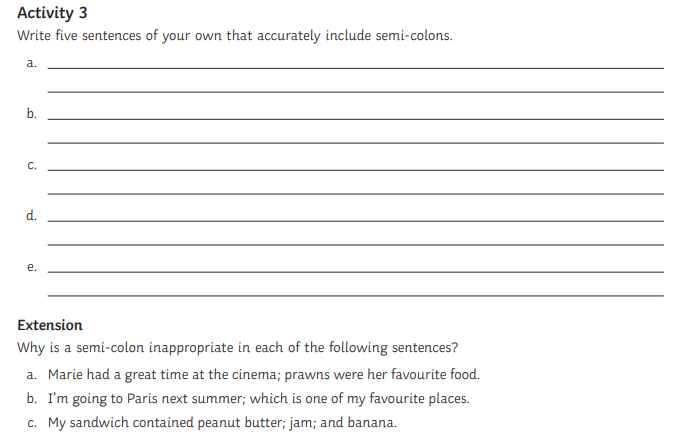 Activity 3
Write five sentences of your own that accurately include semi-colons.
a.
b.
c.
d.
e.
Extension
Why is a semi-colon inappropriate in each of the following sentences?
a. Marie had a great time at the cinema; prawns were her favourite food.
b. I'm going to Paris next summer; which is one of my favourite places.
c. My sandwich contained peanut butter; jam; and banana.